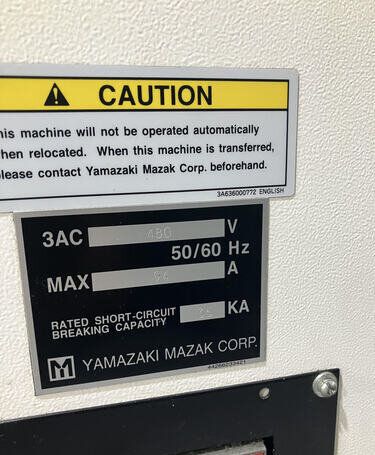 CAUTION
his machine will not be operated automatically
hen relocated. When this machine is transferred,
lease contact Yamazaki Mazak Corp. beforehand.
3A636000772 ENGLISH
3AC 480 V
50/60 Hz
MAX A
RATED SHORT-CIRCUIT KA
BREAKING CAPACITY
M YAMAZAKI MAZAK CORP.
44266233421